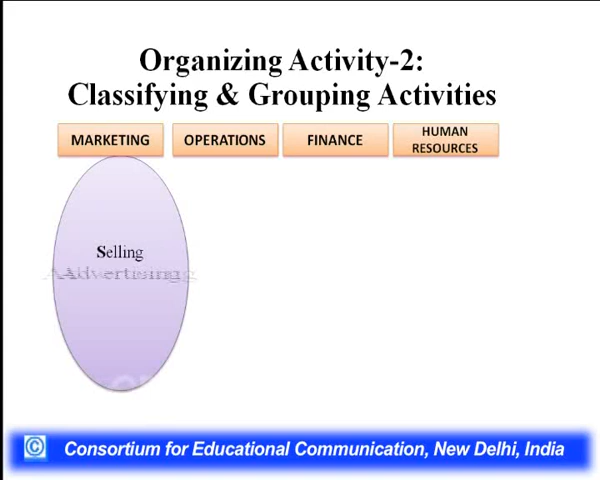 Organizing Activity-2:
Classifying & Grouping Activities
MARKETING
OPERATIONS
FINANCE
HUMAN
RESOURCES
Selling
Advertising
© Consortium for Educational Communication, New Delhi, India